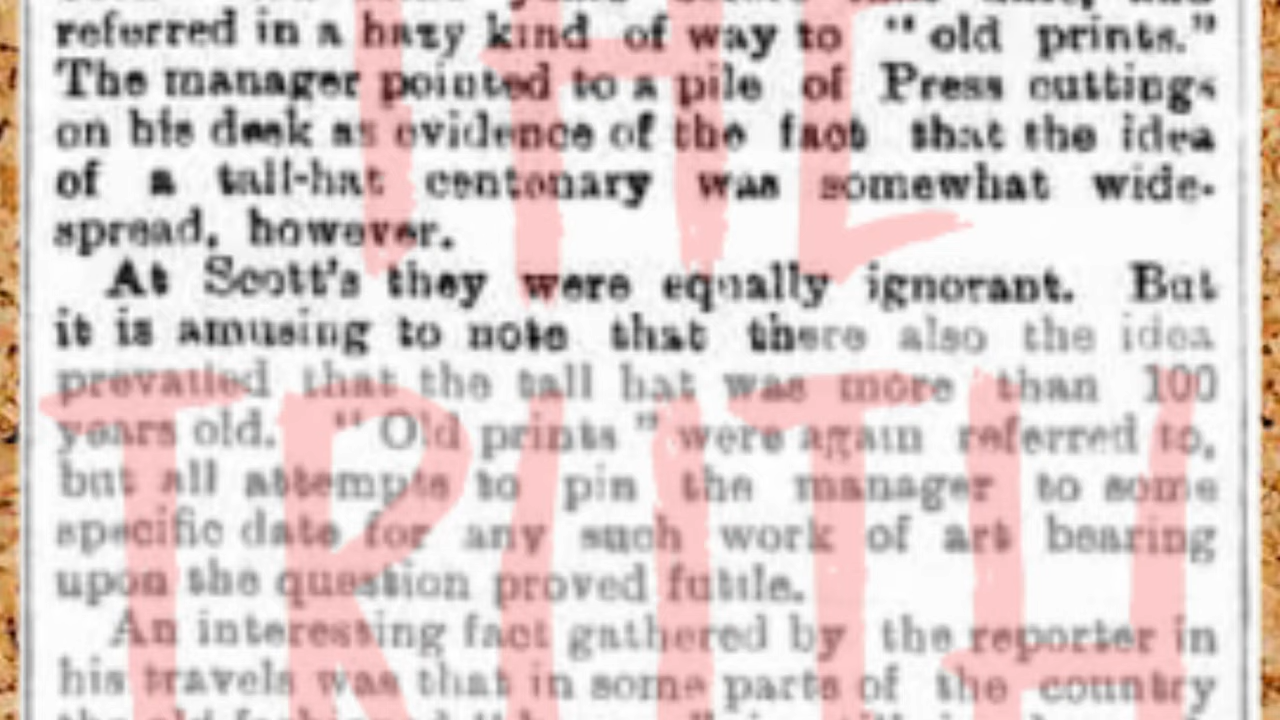 referred in a hazy kind of way to "old prints."
The manager pointed to a pile of Press cuttings
on his desk as evidence of the fact that the idea
of a tall-hat centenary was somewhat wide-
spread, however.
At Scott's they were equally ignorant. But
it is amusing to note that there also the idea
prevailed that the tall hat was more than 100
years old. "Old prints" were again referred to,
but all attempts to pin the manager to some
specific date for any such work of art bearing
upon the question proved futile.
An interesting fact gathered by the reporter in
his travels was that in some parts of the country
THE
TRUTH